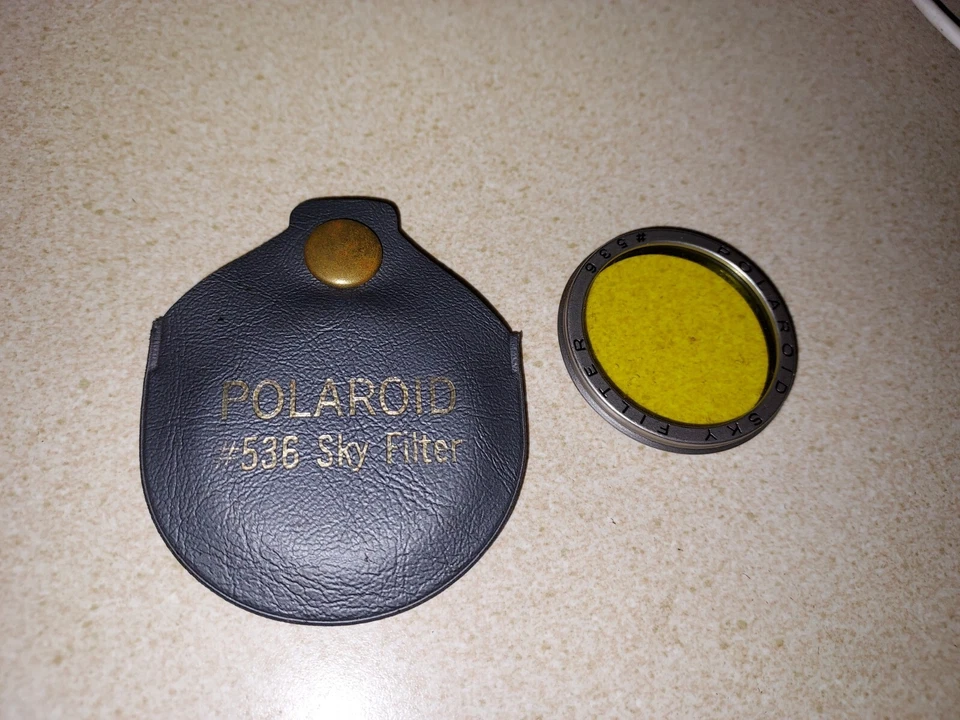 POLAROID
#536 Sky Filter
POLAROID SKY FILTER #536